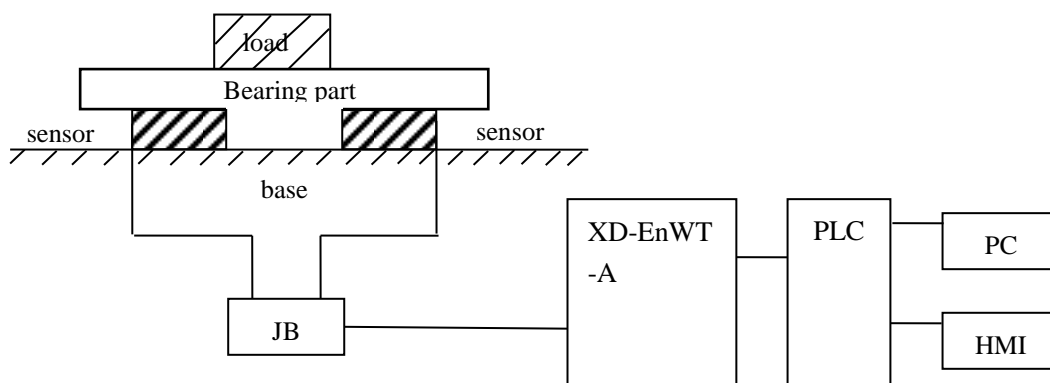 load
Bearing part
sensor
sensor
base
XD-EnWT
-A
PLC
PC
JB
HMI